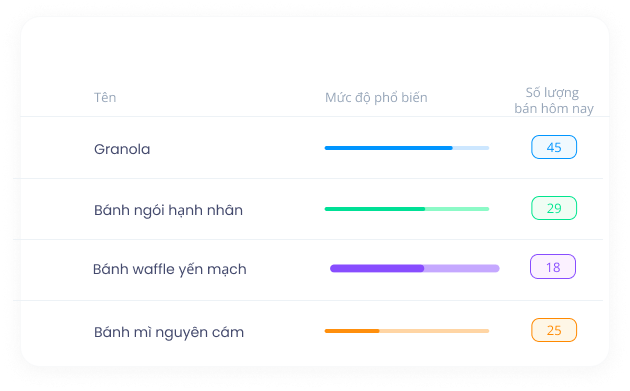 Tên Mức độ phổ biến Số lượng
bán hôm nay
Granola 45
Bánh ngói hạnh nhân 29
Bánh waffle yến mạch 18
Bánh mì nguyên cám 25